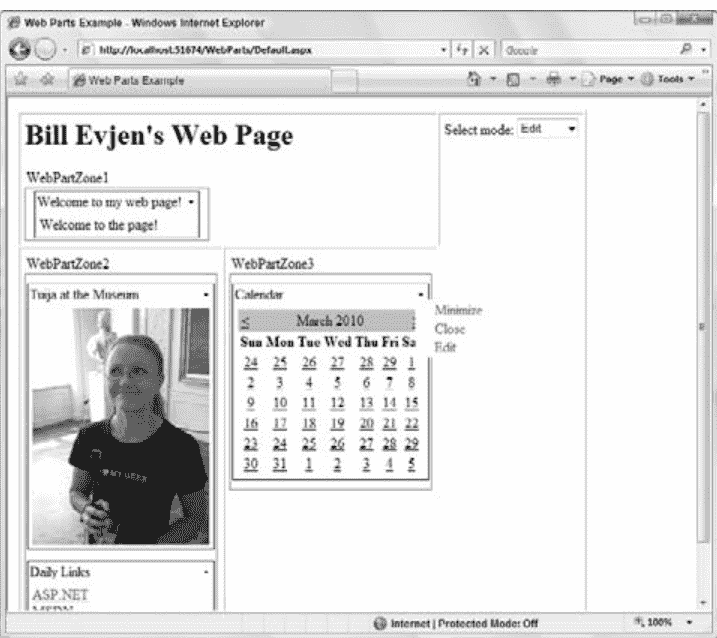 Web Parts Example - Windows Internet Explorer
http://localhost:51674/WebParts/Default.aspx
Google
Web Parts Example
Page
Tools
Bill Evjen's Web Page
Select mode: Edit
WebPartZone1
Welcome to my web page!
Welcome to the page!
WebPartZone2
WebPartZone3
Tuija at the Museum
Calendar
Minimize
Close
Edit
< March 2010
Sun Mon Tue Wed Thu Fri Sa
24 25 26 27 28 29 1
2 3 4 5 6 7 8
9 10 11 12 13 14 15
16 17 18 19 20 21 22
23 24 25 26 27 28 29
30 31 1 2 3 4 5
Daily Links
ASP.NET
MSDN
Internet | Protected Mode: Off
100%